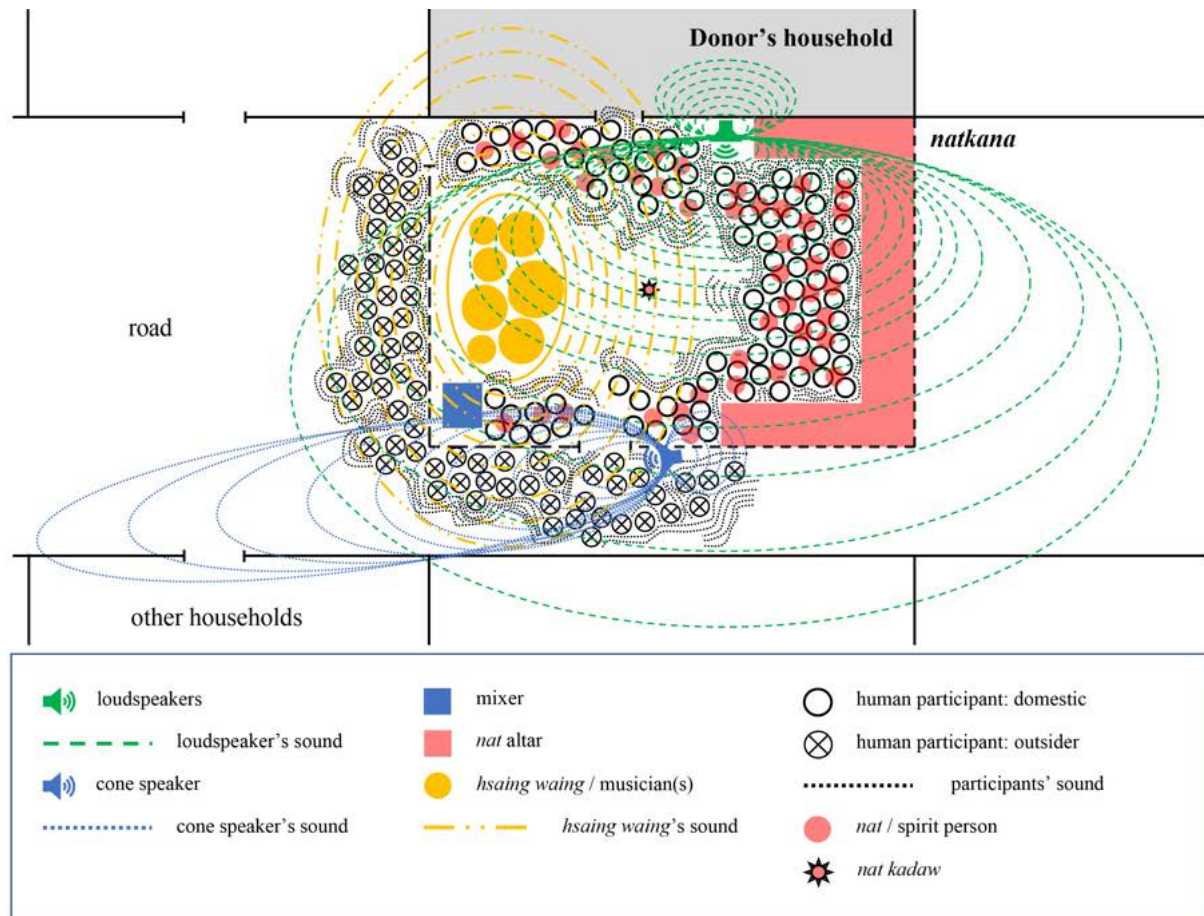 Donor's household
natkana
road
other households
loudspeakers
loudspeaker's sound
cone speaker
cone speaker's sound
mixer
nat altar
hsaing waing / musician(s)
hsaing waing's sound
human participant: domestic
human participant: outsider
participants' sound
nat / spirit person
nat kadaw